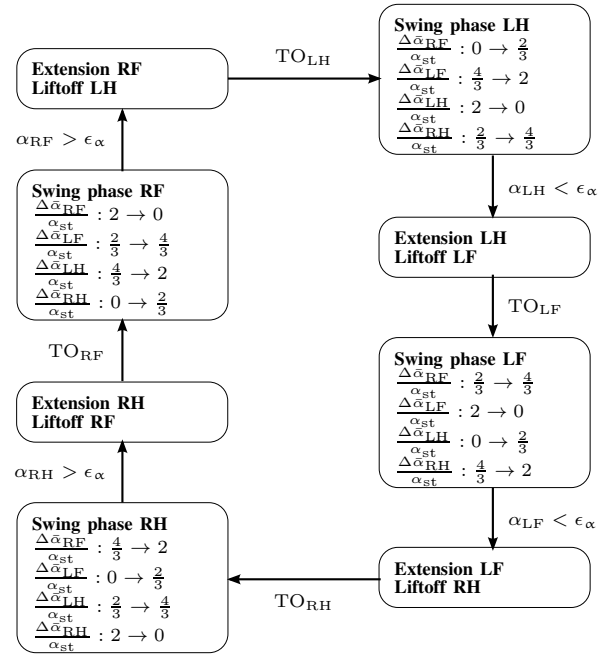 Extension RF
Liftoff LH
TO_LH
Swing phase LH
Δᾱ_RF/α_st : 0 → 2/3
Δᾱ_LF/α_st : 4/3 → 2
Δᾱ_LH/α_st : 2 → 0
Δᾱ_RH/α_st : 2/3 → 4/3
α_LH < ϵ_α
Extension LH
Liftoff LF
TO_LF
Swing phase LF
Δᾱ_RF/α_st : 2/3 → 4/3
Δᾱ_LF/α_st : 2 → 0
Δᾱ_LH/α_st : 0 → 2/3
Δᾱ_RH/α_st : 4/3 → 2
α_LF < ϵ_α
Extension LF
Liftoff RH
TO_RH
Swing phase RH
Δᾱ_RF/α_st : 4/3 → 2
Δᾱ_LF/α_st : 0 → 2/3
Δᾱ_LH/α_st : 2/3 → 4/3
Δᾱ_RH/α_st : 2 → 0
α_RH > ϵ_α
Extension RH
Liftoff RF
TO_RF
Swing phase RF
Δᾱ_RF/α_st : 2 → 0
Δᾱ_LF/α_st : 2/3 → 4/3
Δᾱ_LH/α_st : 4/3 → 2
Δᾱ_RH/α_st : 0 → 2/3
α_RF > ϵ_α